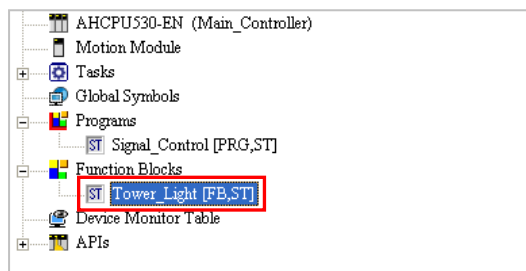 AHCPU530-EN (Main_Controller)
Motion Module
Tasks
Global Symbols
Programs
ST Signal_Control [PRG,ST]
Function Blocks
ST Tower_Light [FB,ST]
Device Monitor Table
APIs